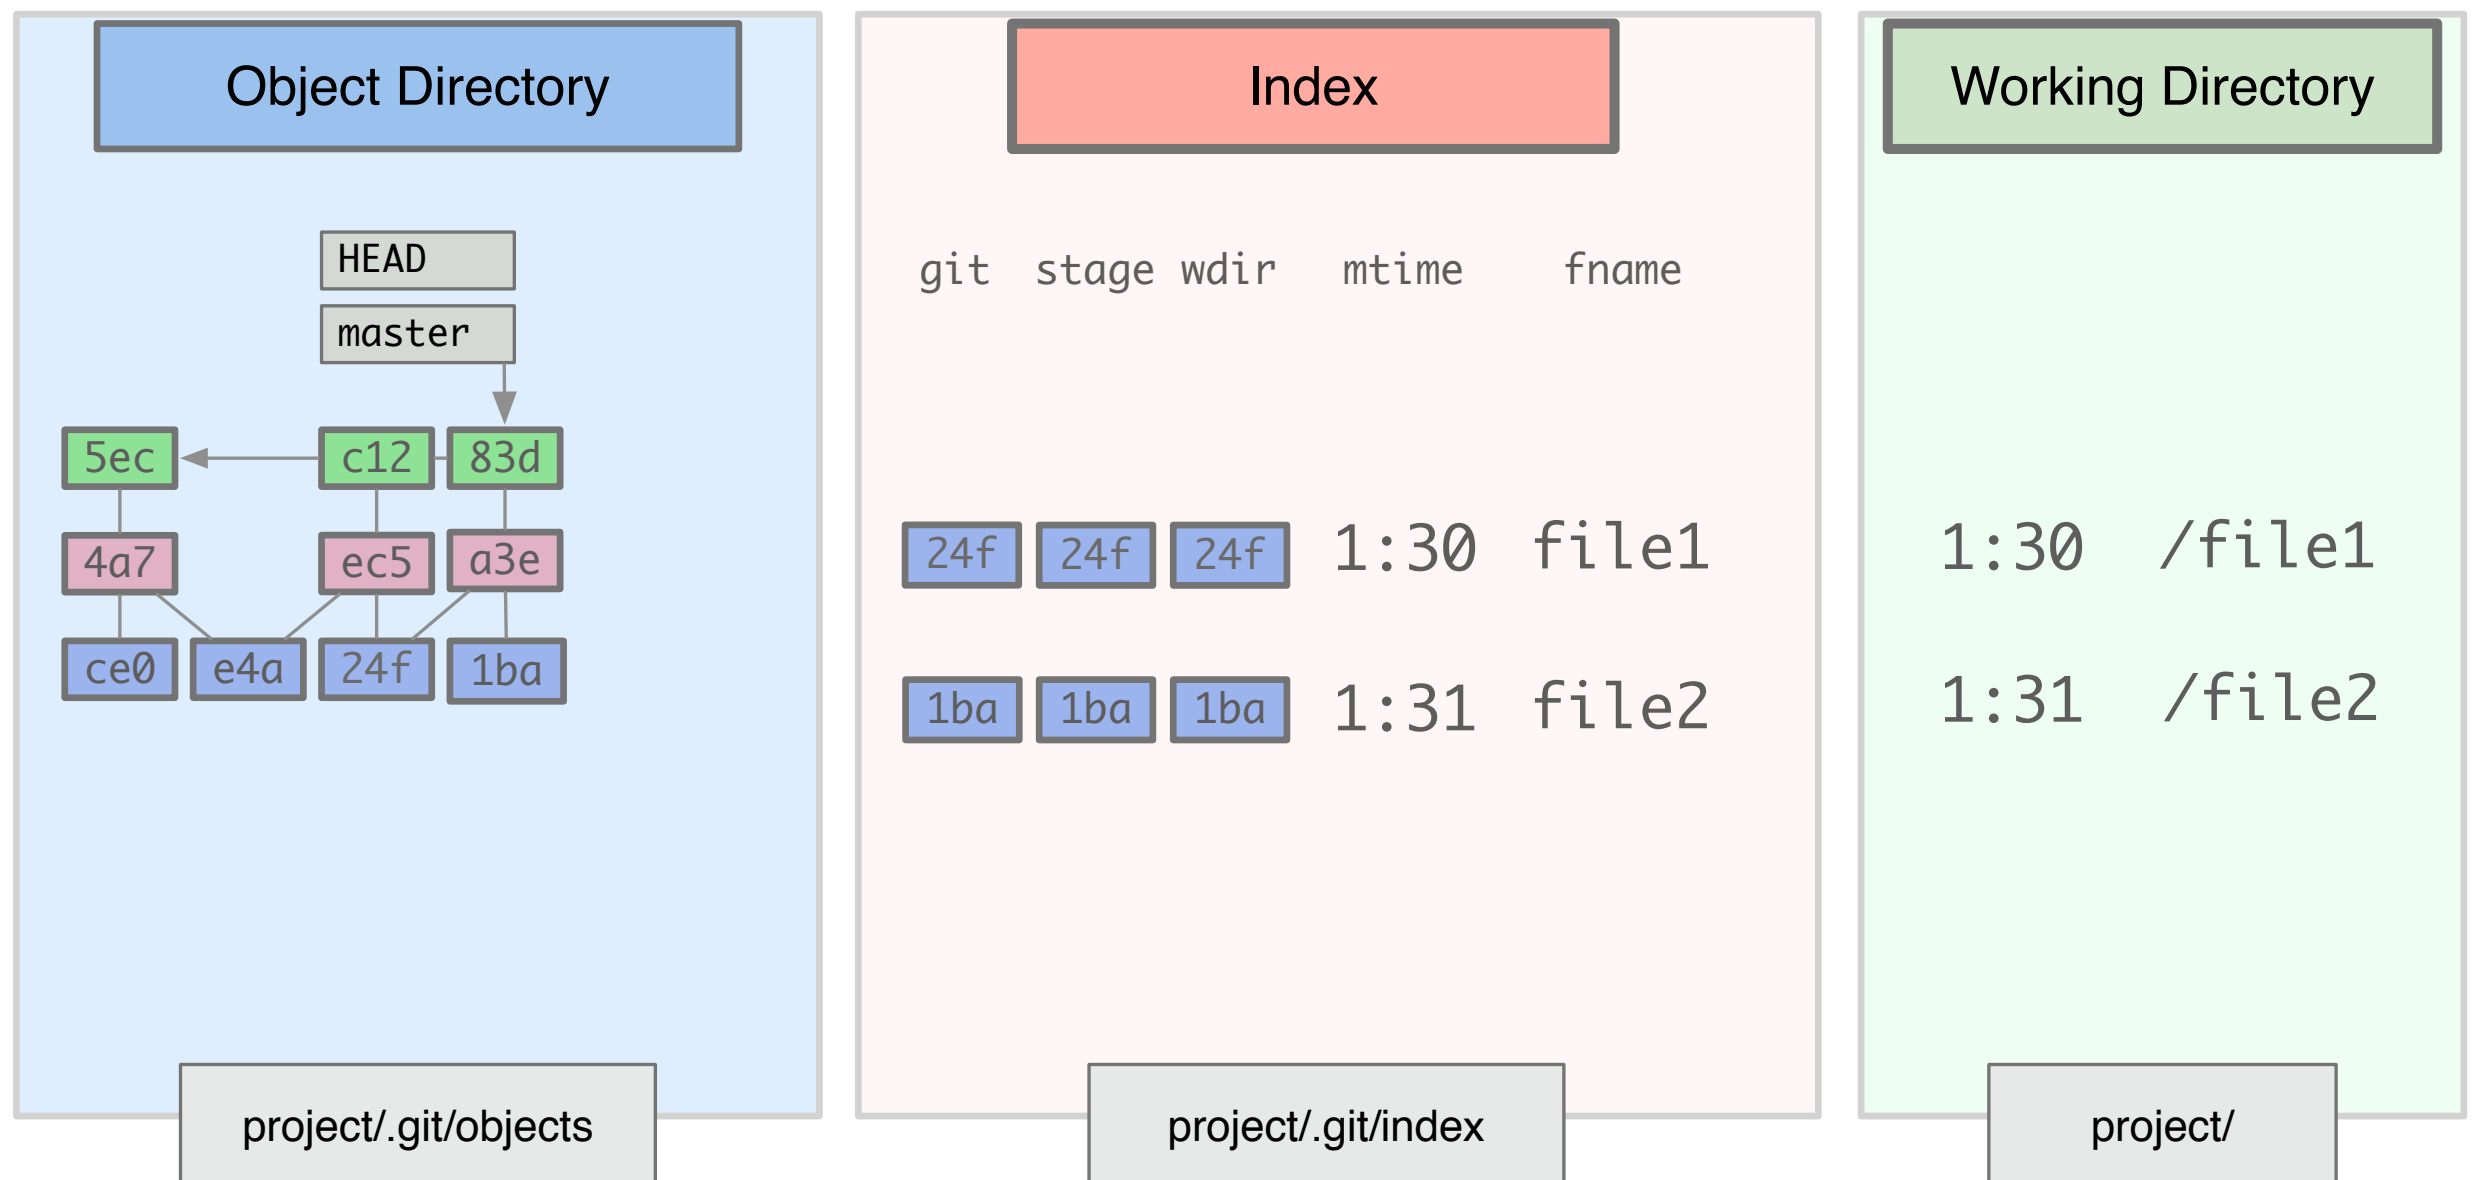 Object Directory
HEAD
master
5ec c12 83d
4a7 ec5 a3e
ce0 e4a 24f 1ba
project/.git/objects
Index
git stage wdir mtime fname
24f 24f 24f 1:30 file1
1ba 1ba 1ba 1:31 file2
project/.git/index
Working Directory
1:30 /file1
1:31 /file2
project/